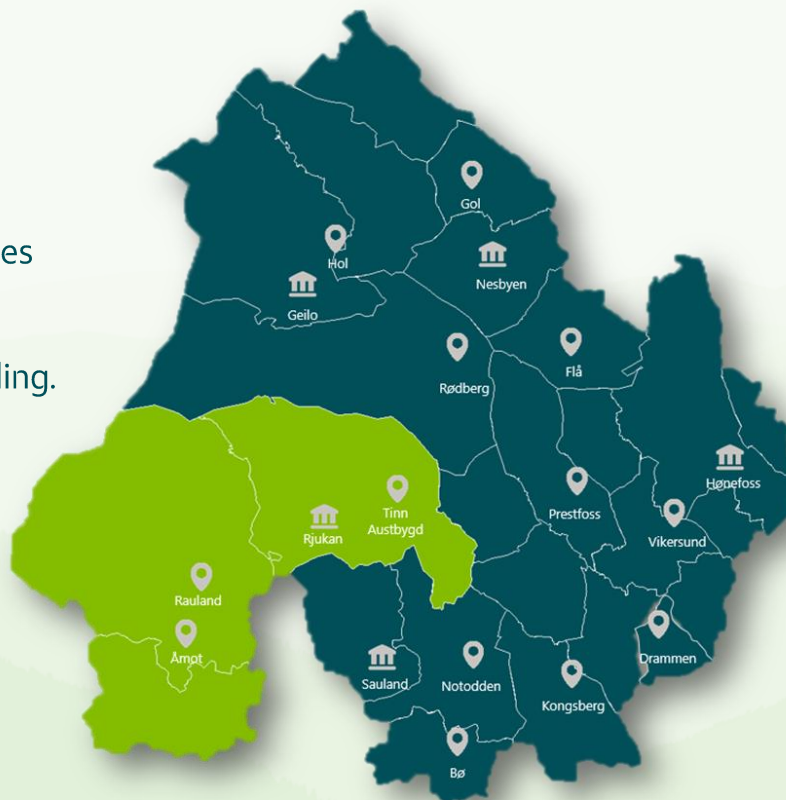 es
ling.
Gol
Hol
Nesbyen
Geilo
Flå
Rødberg
Hønefoss
Tinn
Austbygd
Prestfoss
Rjukan
Vikersund
Rauland
Åmot
Drammen
Sauland
Notodden
Kongsberg
Bø